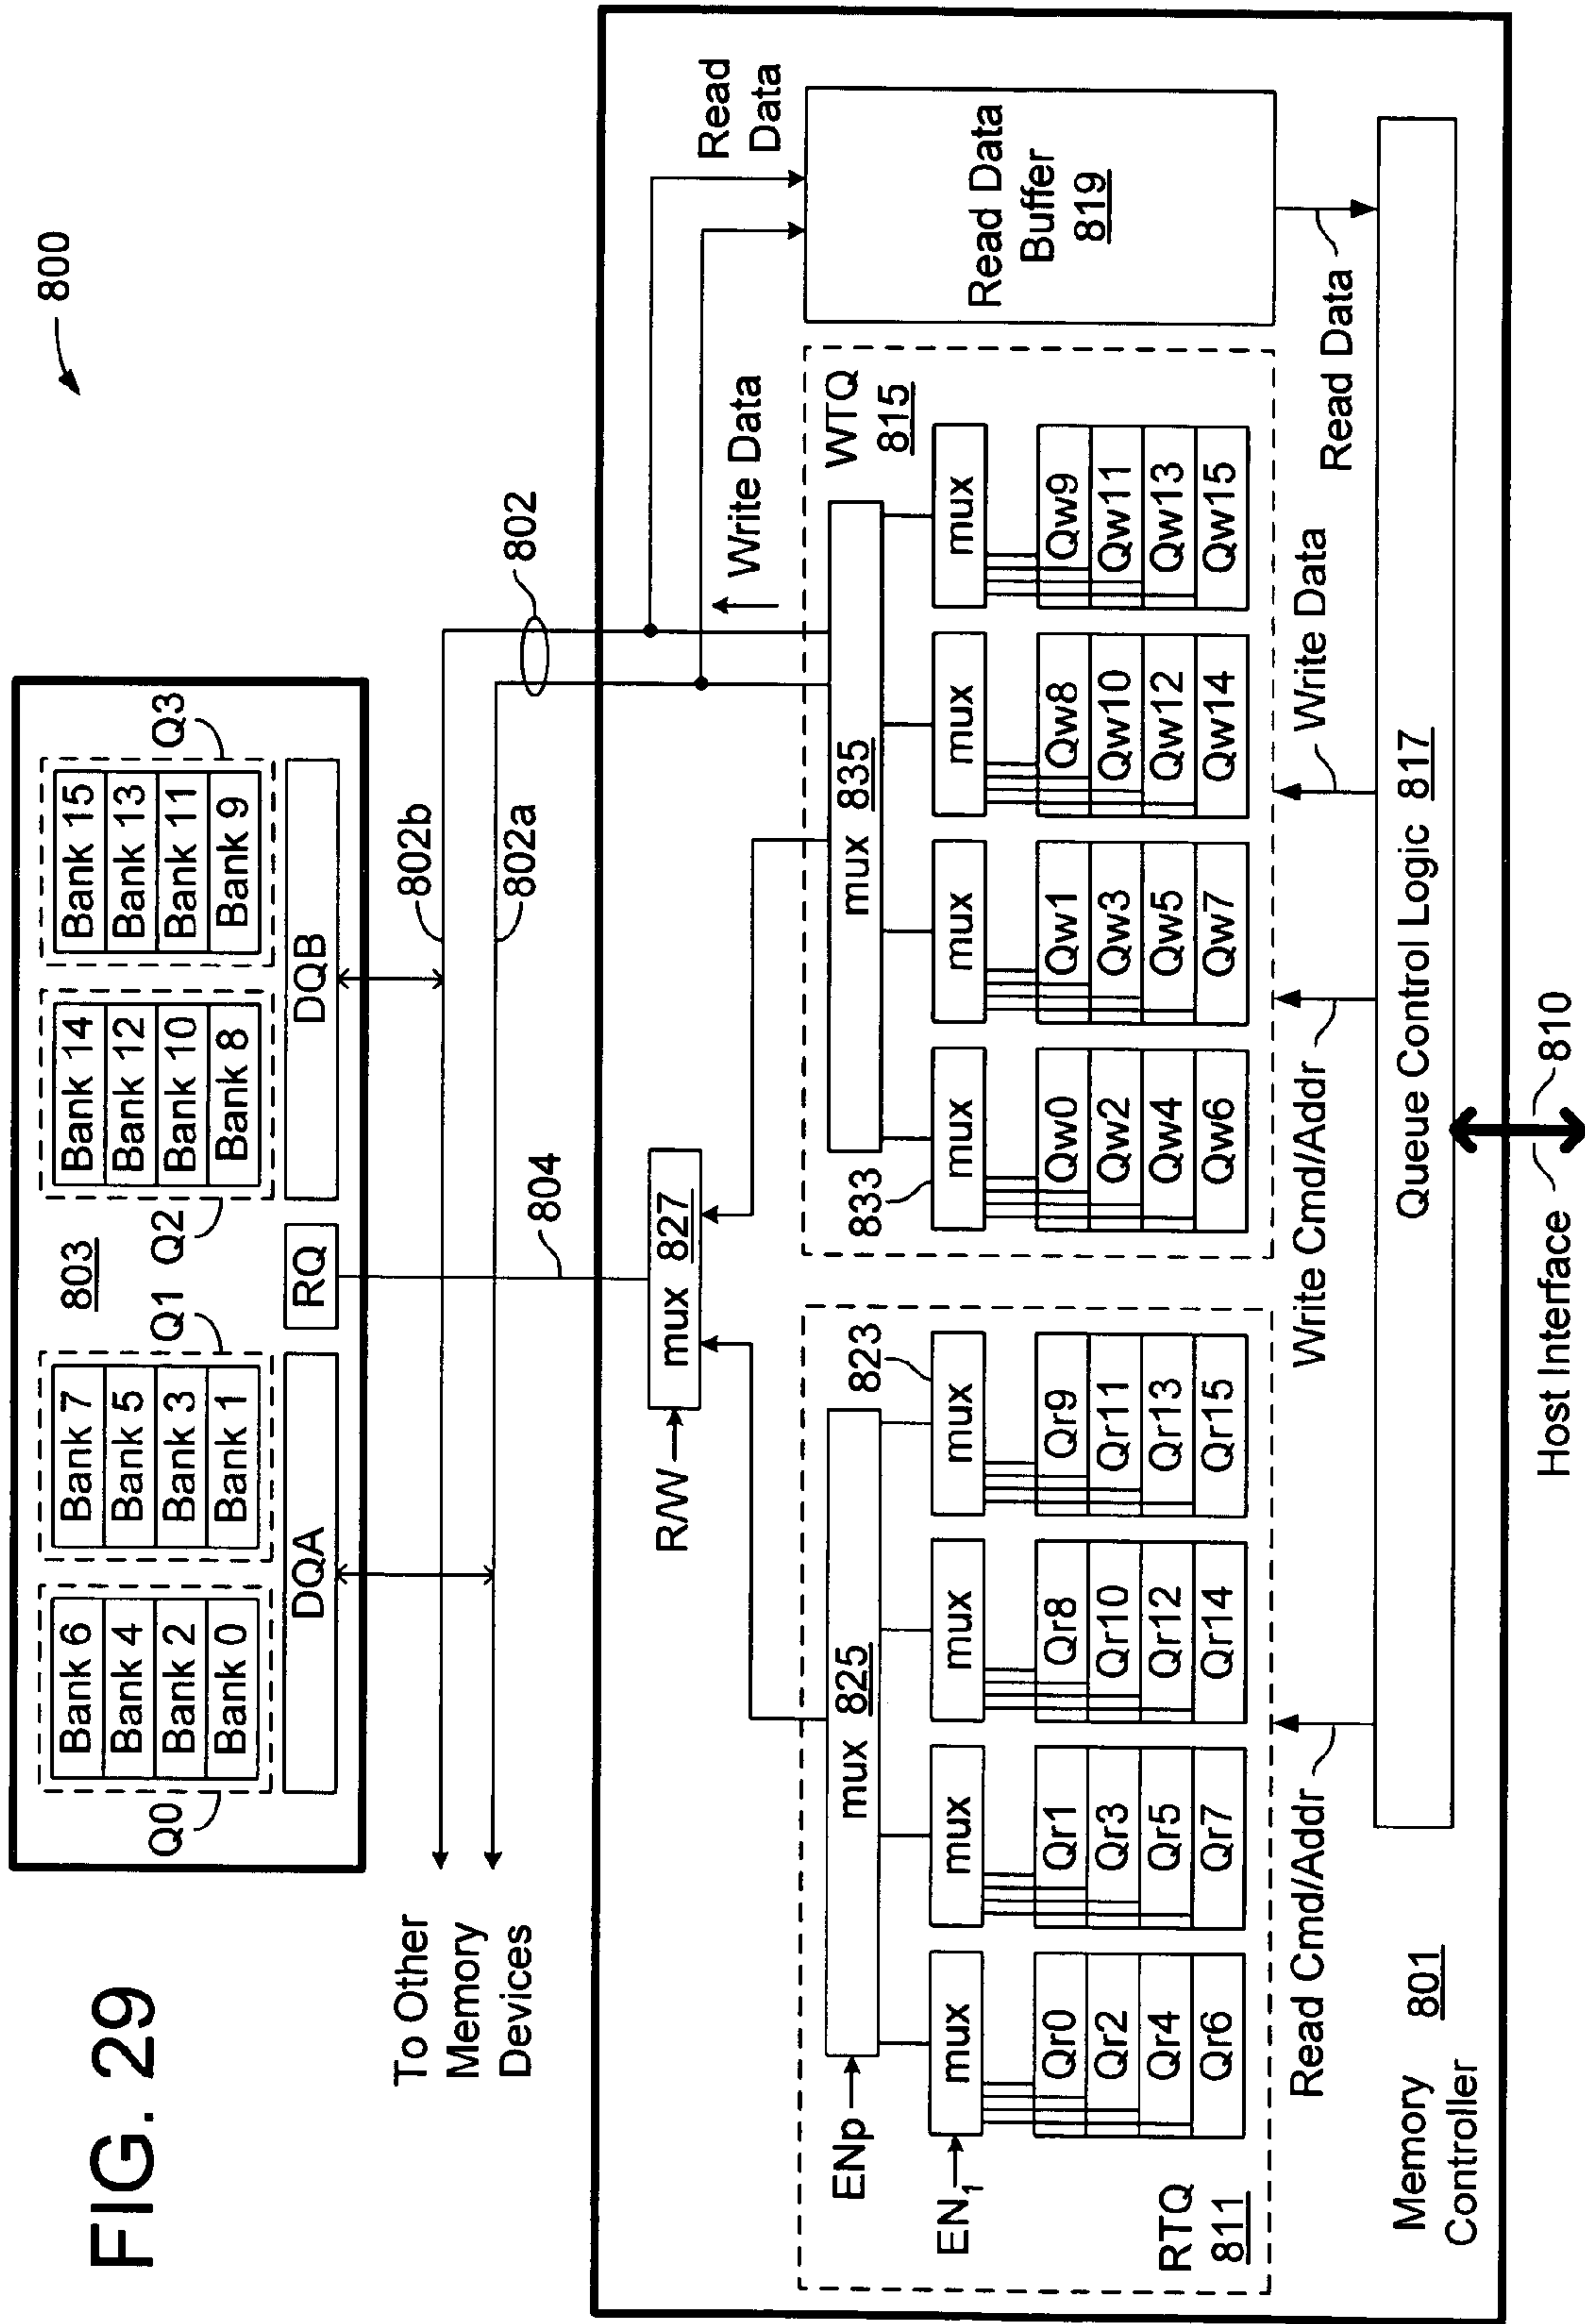 FIG. 29
800
Bank 6
Bank 4
Bank 2
Bank 0
Q0
Bank 7
Bank 5
Bank 3
Bank 1
Q1
803
Bank 14
Bank 12
Bank 10
Bank 8
Q2
Bank 15
Bank 13
Bank 11
Bank 9
Q3
DQA
RQ
DQB
To Other
Memory
Devices
802b
802a
804
802
R/W
mux 827
Write Data
Read
Data
ENp
mux 825
EN1
mux
mux
mux
mux
823
Qr0
Qr2
Qr4
Qr6
Qr1
Qr3
Qr5
Qr7
Qr8
Qr10
Qr12
Qr14
Qr9
Qr11
Qr13
Qr15
RTQ
811
mux 835
WTQ
815
833
mux
mux
mux
mux
Qw0
Qw2
Qw4
Qw6
Qw1
Qw3
Qw5
Qw7
Qw8
Qw10
Qw12
Qw14
Qw9
Qw11
Qw13
Qw15
Read Data
Buffer
819
Read Cmd/Addr
Write Cmd/Addr
Write Data
Read Data
Queue Control Logic 817
Memory
Controller
801
Host Interface
810